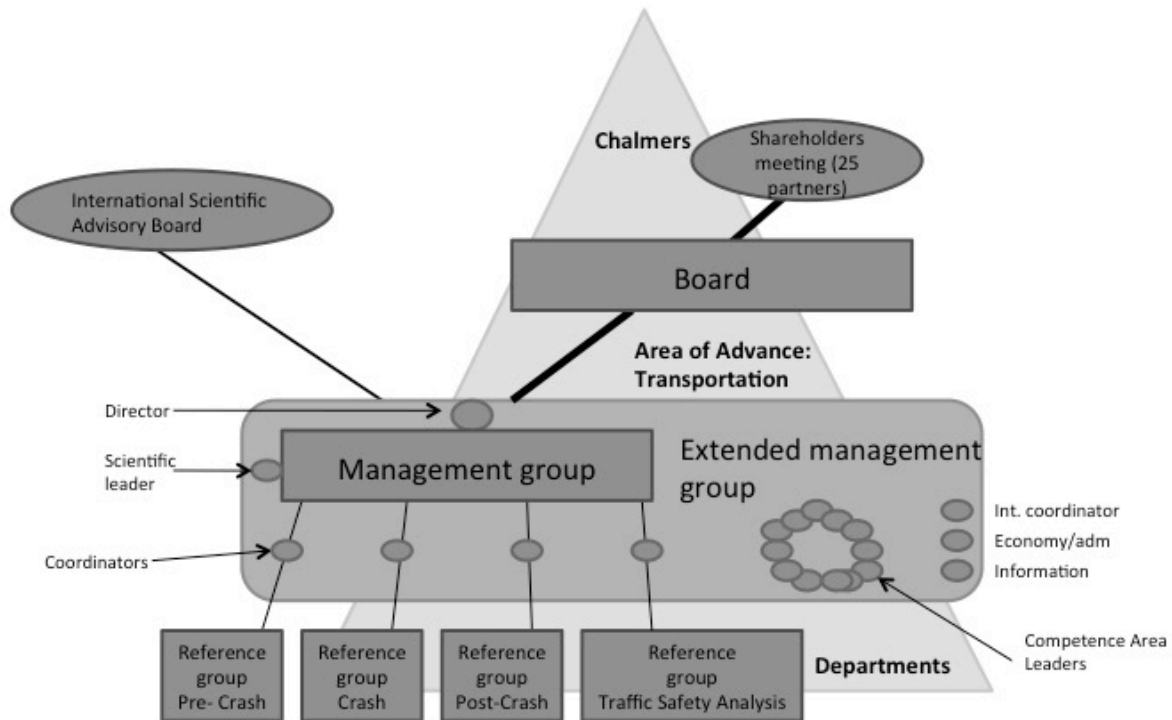 Chalmers
Shareholders
meeting (25
partners)
International Scientific
Advisory Board
Board
Area of Advance:
Transportation
Director
Scientific
leader
Management group
Extended management
group
Coordinators
Int. coordinator
Economy/adm
Information
Competence Area
Leaders
Reference
group
Pre- Crash
Reference
group
Crash
Reference
group
Post-Crash
Reference
group
Traffic Safety Analysis
Departments